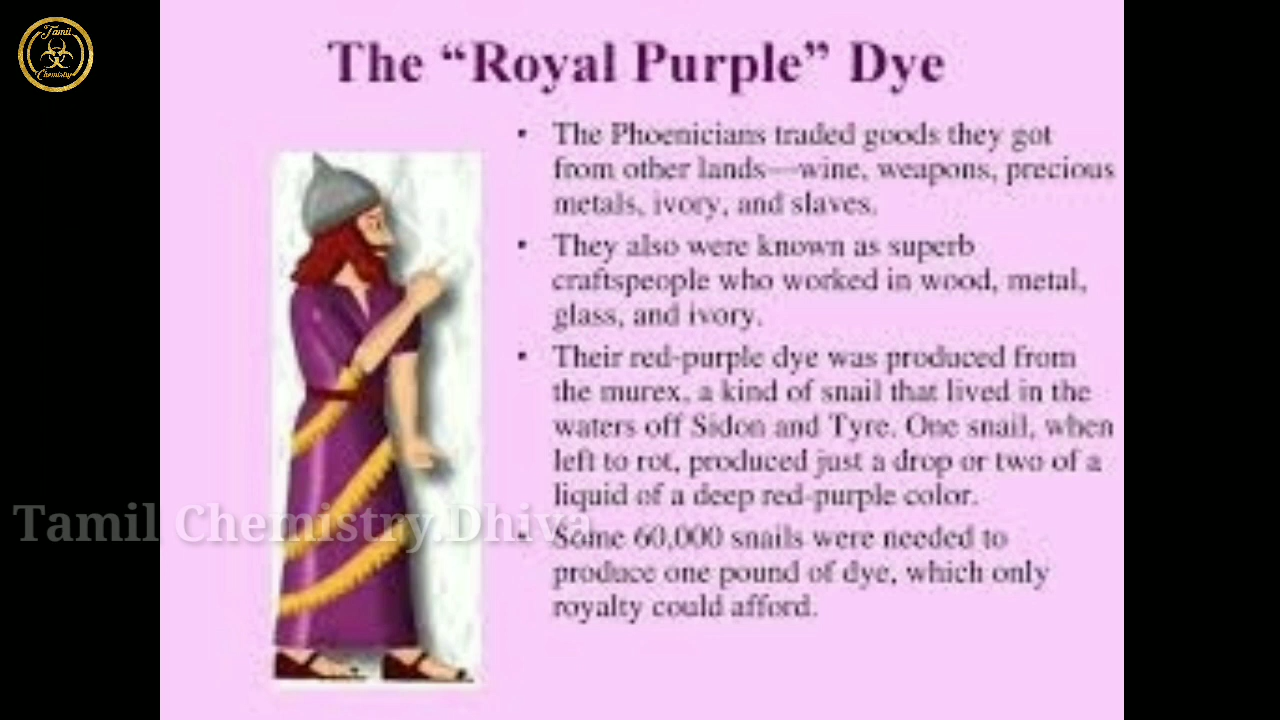 Tamil
Chemistry
The “Royal Purple” Dye
• The Phoenicians traded goods they got
from other lands—wine, weapons, precious
metals, ivory, and slaves.
• They also were known as superb
craftspeople who worked in wood, metal,
glass, and ivory.
• Their red-purple dye was produced from
the murex, a kind of snail that lived in the
waters off Sidon and Tyre. One snail, when
left to rot, produced just a drop or two of a
liquid of a deep red-purple color.
• Some 60,000 snails were needed to
produce one pound of dye, which only
royalty could afford.
Tamil Chemistry.Dhiva